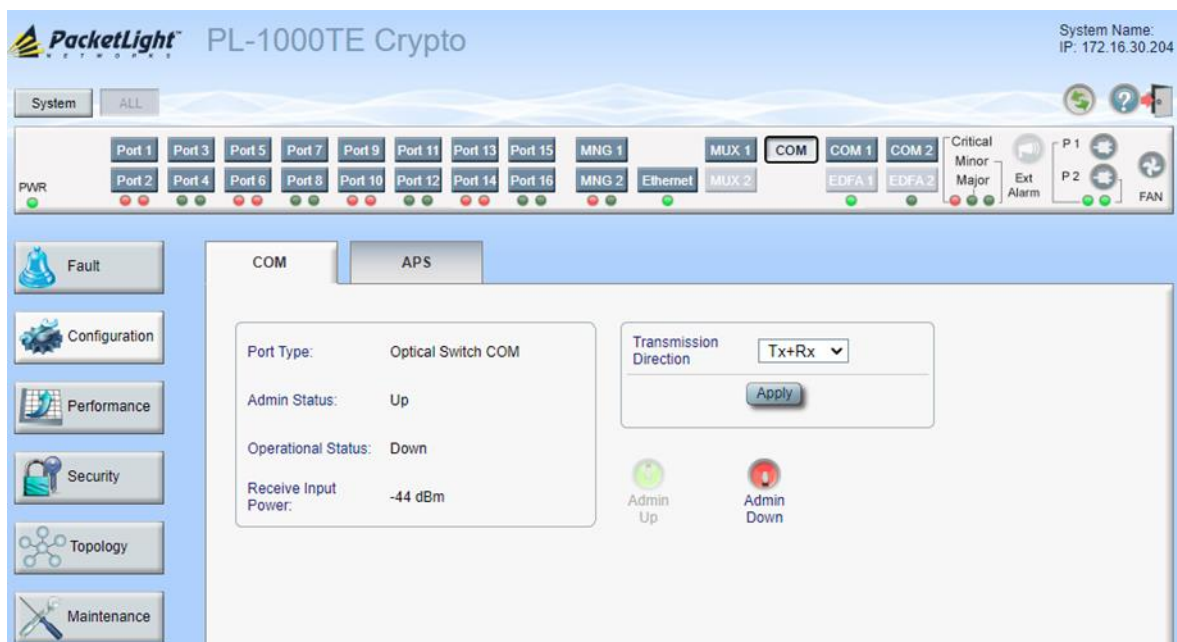 PacketLight™ PL-1000TE Crypto
NETWORKS
System Name:
IP: 172.16.30.204
System ALL
Port 1 Port 3 Port 5 Port 7 Port 9 Port 11 Port 13 Port 15 MNG 1 MUX 1 COM COM 1 COM 2
Port 2 Port 4 Port 6 Port 8 Port 10 Port 12 Port 14 Port 16 MNG 2 Ethernet MUX 2 EDFA 1 EDFA 2
PWR
Critical
Minor
Major
Ext
Alarm
P 1
P 2
FAN
Fault
Configuration
Performance
Security
Topology
Maintenance
COM APS
Port Type: Optical Switch COM
Admin Status: Up
Operational Status: Down
Receive Input
Power: -44 dBm
Transmission
Direction Tx+Rx
Apply
Admin
Up
Admin
Down